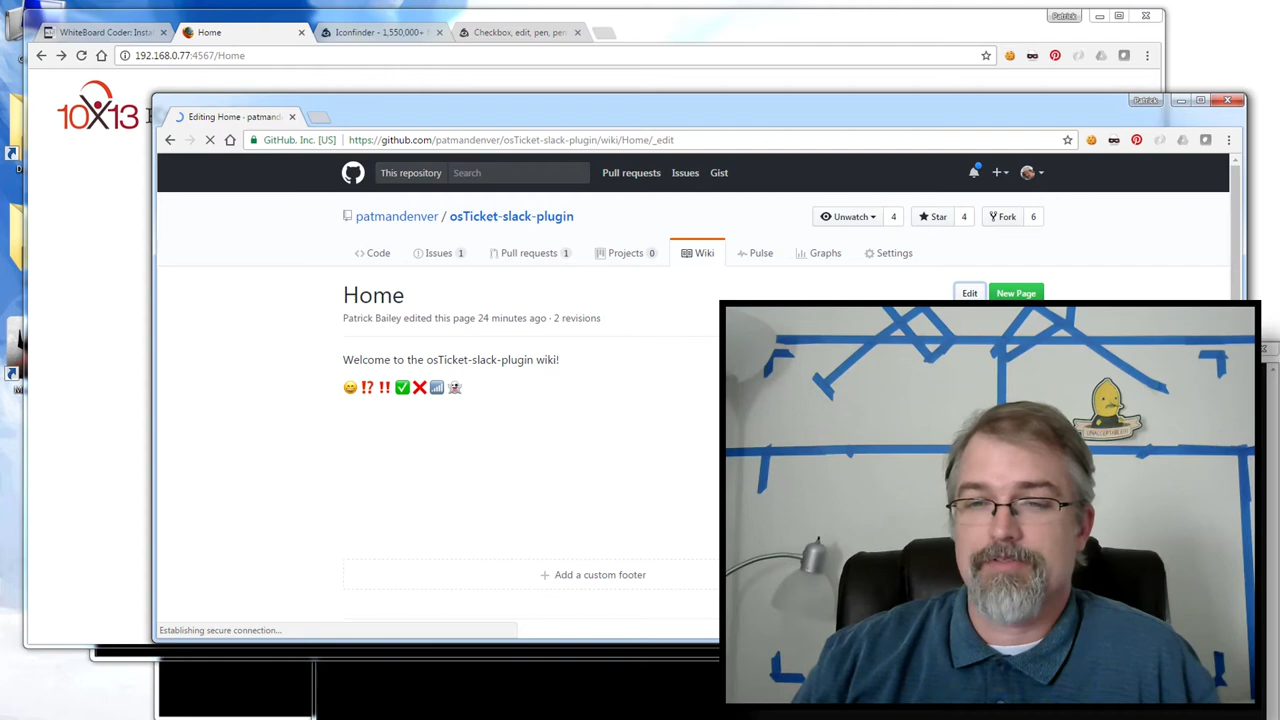 Patrick
WhiteBoard Coder: Insta
Home
Iconfinder - 1,550,000+
Checkbox, edit, pen, pen
192.168.0.77:4567/Home
10X13
Patrick
Editing Home · patmand
GitHub, Inc. [US]
https://github.com/patmandenver/osTicket-slack-plugin/wiki/Home/_edit
This repository
Search
Pull requests
Issues
Gist
patmandenver / osTicket-slack-plugin
Unwatch
4
Star
4
Fork
6
Code
Issues 1
Pull requests 1
Projects 0
Wiki
Pulse
Graphs
Settings
Home
Edit
New Page
Patrick Bailey edited this page 24 minutes ago · 2 revisions
Welcome to the osTicket-slack-plugin wiki!
UNACCEPTABLE!!!
Add a custom footer
Establishing secure connection...